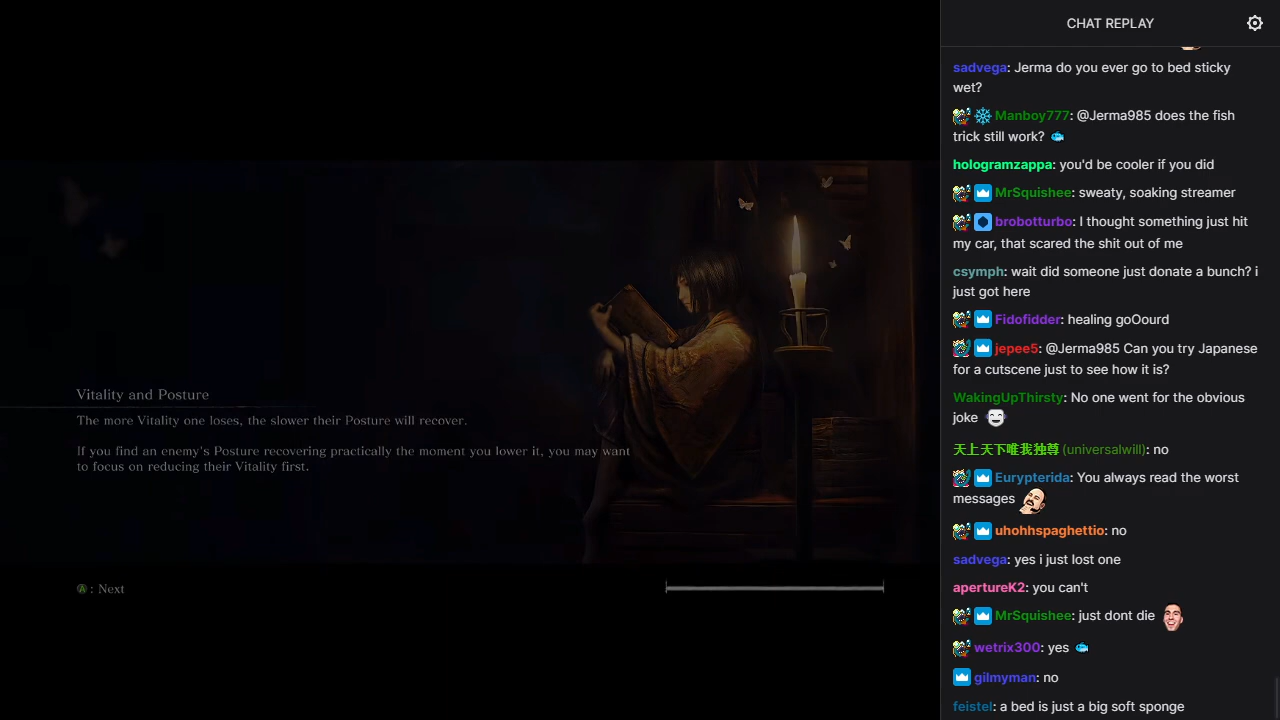 Vitality and Posture
The more Vitality one loses, the slower their Posture will recover.
If you find an enemy's Posture recovering practically the moment you lower it, you may want
to focus on reducing their Vitality first.
A : Next
CHAT REPLAY
sadvega: Jerma do you ever go to bed sticky
wet?
Manboy777: @Jerma985 does the fish
trick still work?
hologramzappa: you'd be cooler if you did
MrSquishee: sweaty, soaking streamer
brobotturbo: I thought something just hit
my car, that scared the shit out of me
csymph: wait did someone just donate a bunch? i
just got here
Fidofidder: healing goOourd
jepee5: @Jerma985 Can you try Japanese
for a cutscene just to see how it is?
WakingUpThirsty: No one went for the obvious
joke
天上天下唯我独尊 (universalwill): no
Eurypterida: You always read the worst
messages
uhohhspaghettio: no
sadvega: yes i just lost one
apertureK2: you can't
MrSquishee: just dont die
wetrix300: yes
gilmyman: no
feistel: a bed is just a big soft sponge